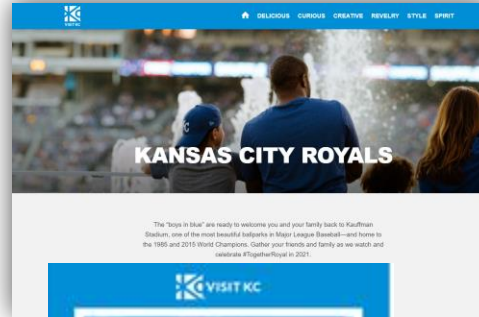 VISIT KC
DELICIOUS CURIOUS CREATIVE REVELRY STYLE SPIRIT
KC
KANSAS CITY ROYALS
The "boys in blue" are ready to welcome you and your family back to Kauffman
Stadium, one of the most beautiful ballparks in Major League Baseball—and home to
the 1985 and 2015 World Champions. Gather your friends and family as we watch and
celebrate #TogetherRoyal in 2021.
VISIT KC